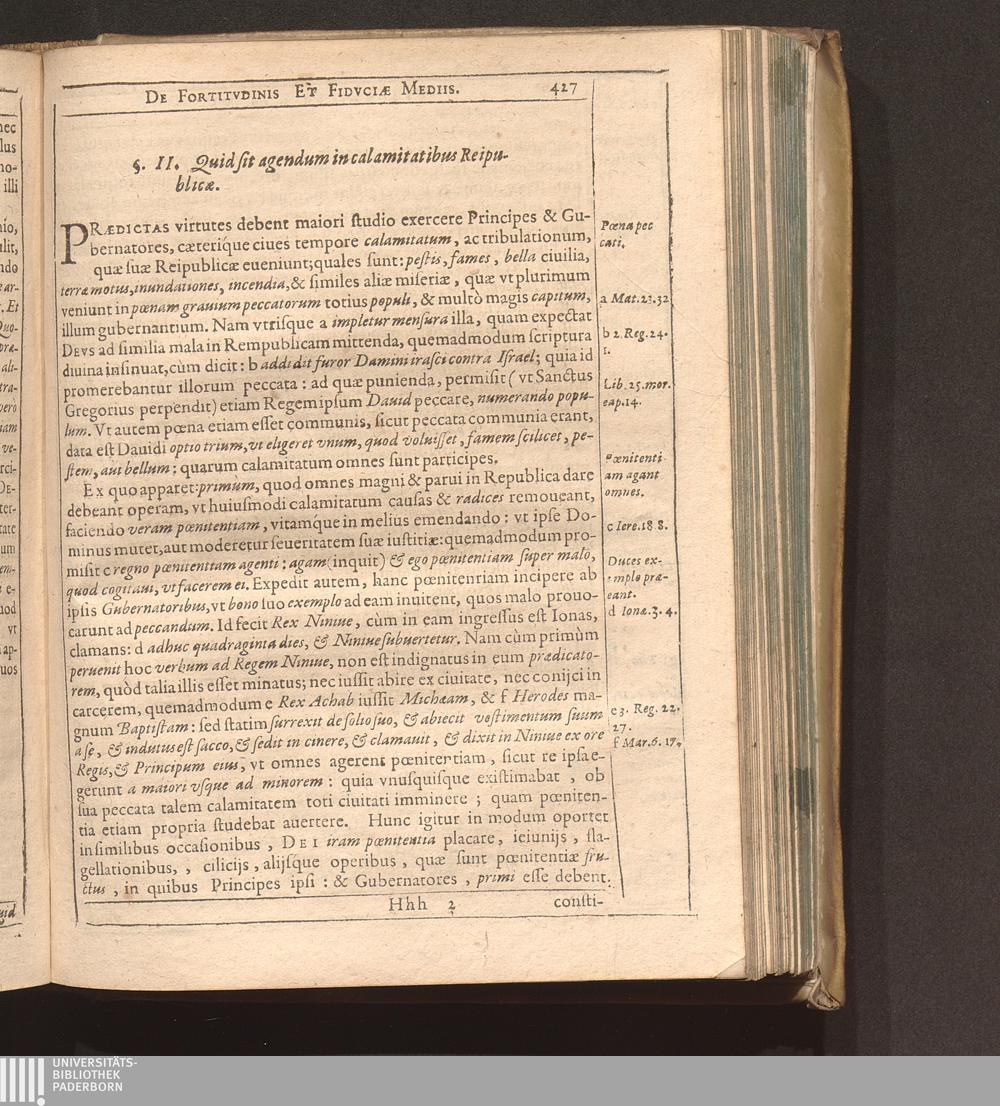 DE FORTITVDINIS ET FIDVCIÆ MEDIIS. 427
§. II. Quid ſit agendum in calamitatibus Reipu-
blicæ.
PRÆDICTAS virtutes debent maiori ſtudio exercere Principes & Gu-
bernatores, cæteriq́ue ciues tempore calamitatum, ac tribulationum,
quæ ſuæ Reipublicæ eueniunt; quales ſunt: peſtis, fames, bella ciuilia,
terræ motus, inundationes, incendia, & ſimiles aliæ miſeriæ, quæ vt plurimum
veniunt in pœnam grauium peccatorum totius populi, & multò magis capitum,
illum gubernantium. Nam vtriſque a impletur menſura illa, quam expectat
DEVS ad ſimilia mala in Rempublicam mittenda, quemadmodum ſcriptura
diuina inſinuat, cùm dicit: b addidit furor Damini iraſci contra Iſrael; quia id
promerebantur illorum peccata: ad quæ punienda, permiſit (vt Sanctus
Gregorius perpendit) etiam Regem ipſum Dauid peccare, numerando popu-
lum. Vt autem pœna etiam eſſet communis, ſicut peccata communia erant,
data eſt Dauidi optio trium, vt eligeret vnum, quod voluiſſet, famem ſcilicet, pe-
ſtem, aut bellum; quarum calamitatum omnes ſunt participes.
Ex quo apparet: primum, quod omnes magni & parui in Republica dare
debeant operam, vt huiuſmodi calamitatum cauſas & radices remoueant,
faciendo veram pœnitentiam, vitamq́ue in melius emendando: vt ipſe Do-
minus mutet, aut moderetur ſeueritatem ſuæ iuſtitiæ: quemadmodum pro-
miſit c regno pœnitentiam agenti: agam (inquit) & ego pœnitentiam ſuper malo,
quod cogitaui, vt facerem ei. Expedit autem, hanc pœnitentiam incipere ab
ipſis Gubernatoribus, vt bono ſuo exemplo ad eam inuitent, quos malo prouo-
carunt ad peccandum. Id fecit Rex Niniue, cùm in eam ingreſſus eſt Ionas,
clamans: d adhuc quadraginta dies, & Niniue ſubuertetur. Nam cùm primùm
peruenit hoc verbum ad Regem Niniue, non eſt indignatus in eum prædicato-
rem, quòd talia illis eſſet minatus; nec iuſſit abire ex ciuitate, nec conijci in
carcerem, quemadmodum e Rex Achab iuſſit Michæam, & f Herodes ma-
gnum Baptiſtam: ſed ſtatim ſurrexit de ſolio ſuo, & abiecit veſtimentum ſuum
a ſe, & indutus eſt ſacco, & ſedit in cinere, & clamauit, & dixit in Niniue ex ore
Regis, & Principum eius, vt omnes agerent pœnitentiam, ſicut re ipſa e-
gerunt a maiori vſque ad minorem: quia vnuſquiſque exiſtimabat, ob
ſua peccata talem calamitatem toti ciuitati imminere; quam pœniten-
tia etiam propria ſtudebat auertere. Hunc igitur in modum oportet
in ſimilibus occaſionibus, DEI iram pœnitentia placare, ieiunijs, fla-
gellationibus, , cilicijs, alijſque operibus, quæ ſunt pœnitentiæ fru-
ctus, in quibus Principes ipſi: & Gubernatores, primi eſſe debent:
Hhh 2 conſti-
Pœna pec
cati.
a Mat. 23.32
b 2. Reg. 24.
1.
Lib. 25. mor.
cap. 14.
Pœnitenti
am agant
omnes.
c Iere. 18 8.
Duces ex-
emplo præ-
eant.
d Ionæ. 3. 4.
e 3. Reg. 22.
27.
f Mar. 6. 17.
UNIVERSITÄTS-
BIBLIOTHEK
PADERBORN